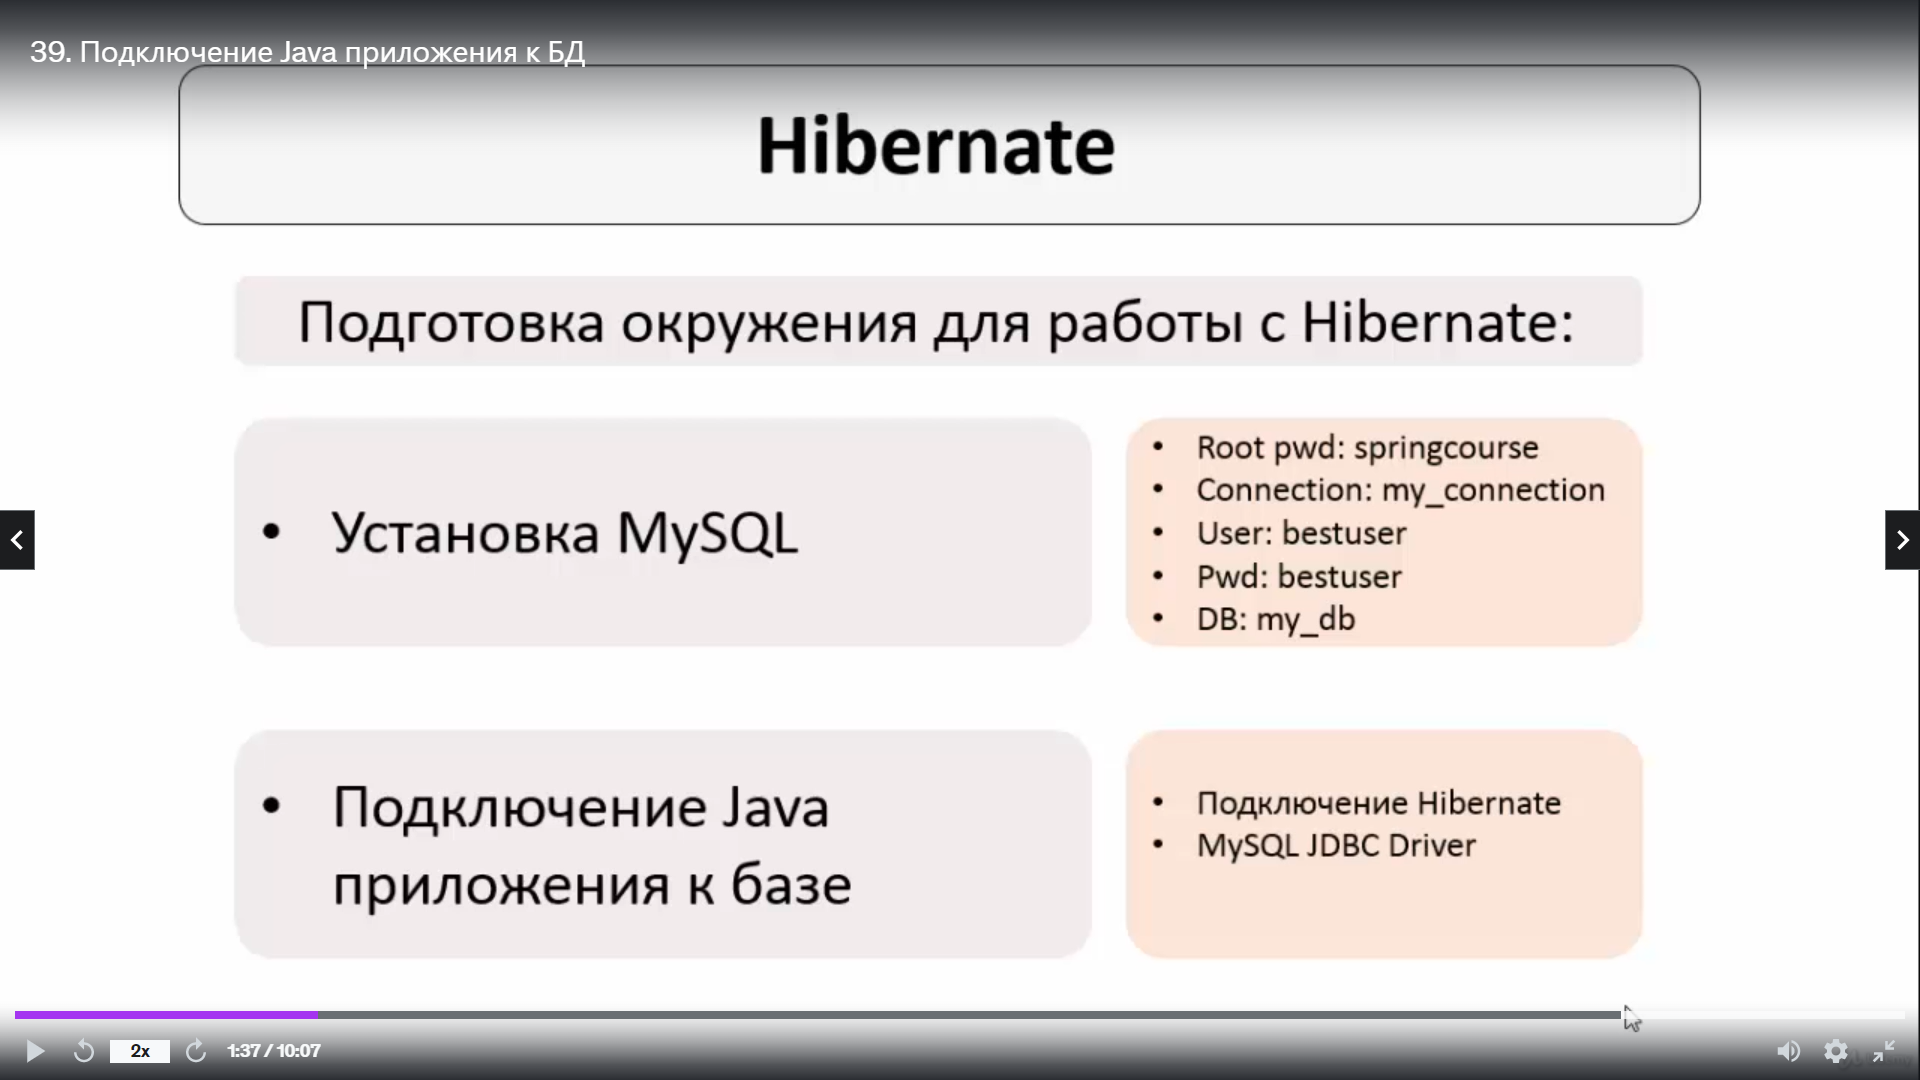 39. Подключение Java приложения к БД
Hibernate
Подготовка окружения для работы с Hibernate:
• Установка MySQL
• Root pwd: springcourse
• Connection: my_connection
• User: bestuser
• Pwd: bestuser
• DB: my_db
• Подключение Java
приложения к базе
• Подключение Hibernate
• MySQL JDBC Driver
2x
1:37 / 10:07